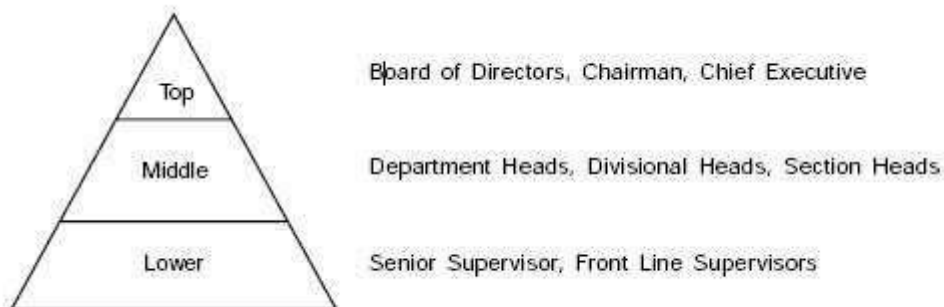 Top
Board of Directors, Chairman, Chief Executive
Middle
Department Heads, Divisional Heads, Section Heads
Lower
Senior Supervisor, Front Line Supervisors